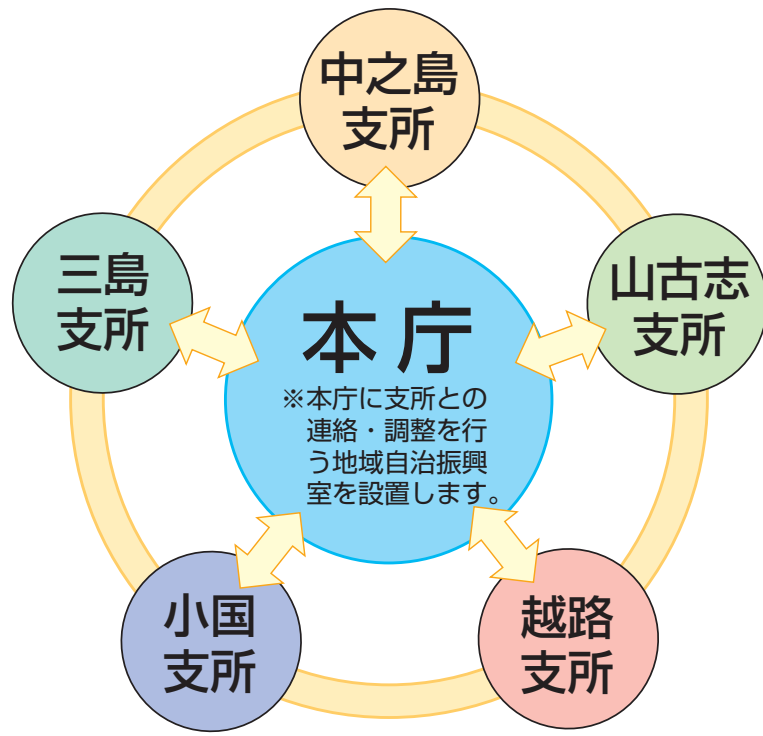 中之島
支所
三島
支所
山古志
支所
本庁
※本庁に支所との
連絡・調整を行
う地域自治振興
室を設置します。
小国
支所
越路
支所